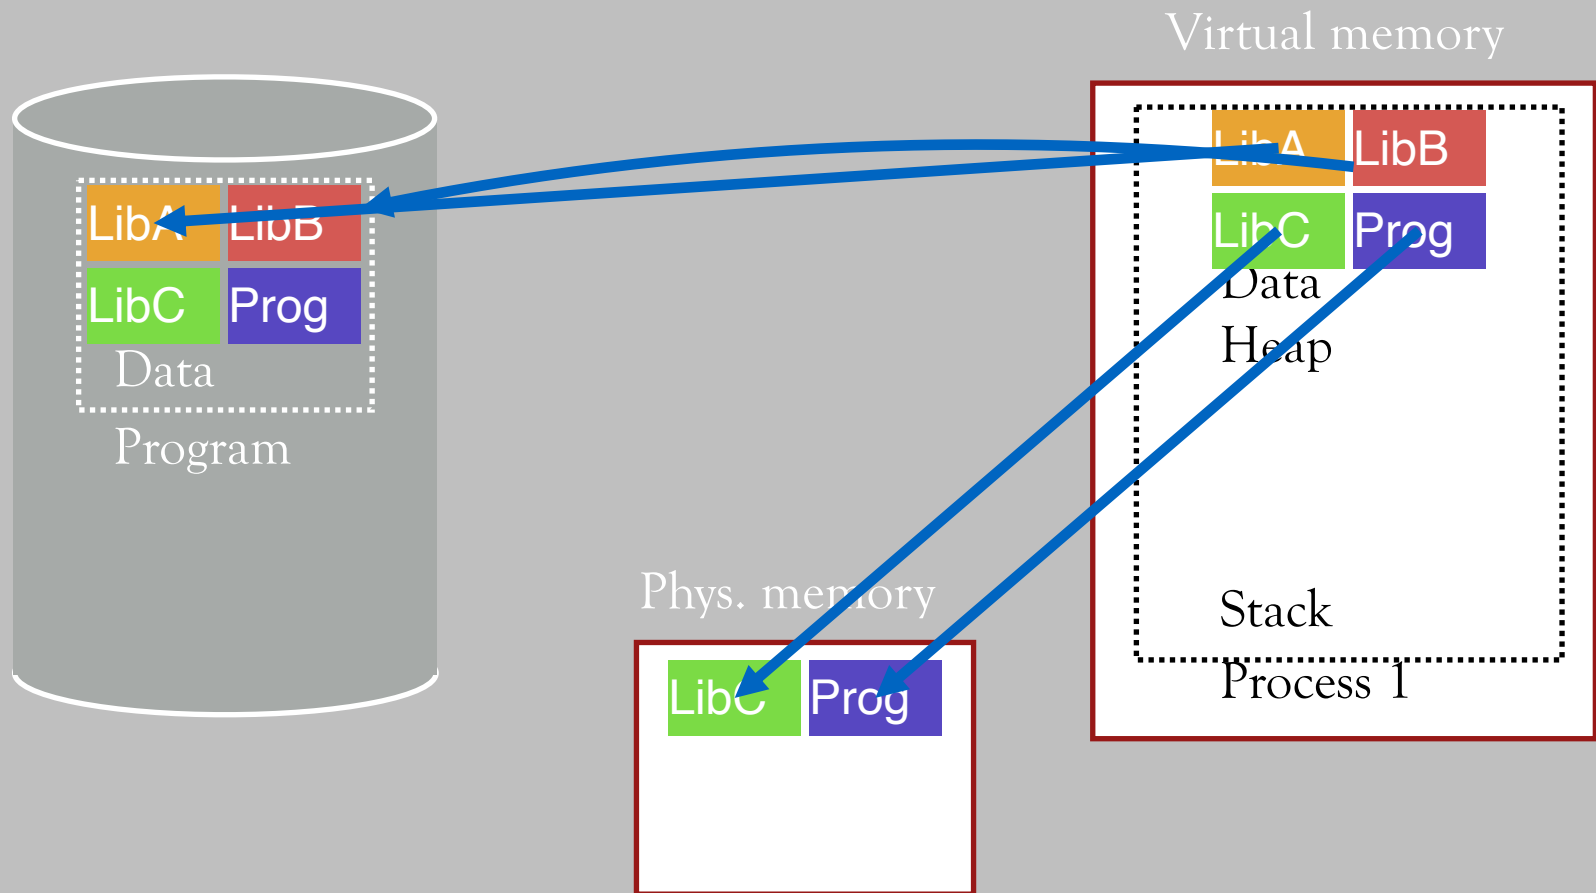 Virtual memory
LibA LibB
LibC Prog
Data
Heap
Stack
Process 1
LibA LibB
LibC Prog
Data
Program
Phys. memory
LibC Prog